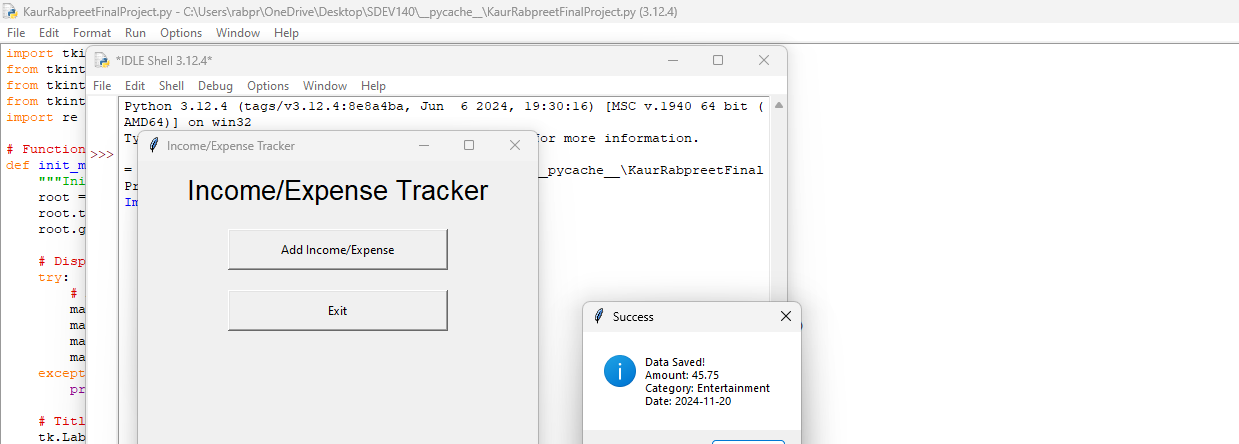 KaurRabpreetFinalProject.py - C:\Users\rabpr\OneDrive\Desktop\SDEV140\__pycache__\KaurRabpreetFinalProject.py (3.12.4)
File Edit Format Run Options Window Help
import tki
from tkint
from tkint
from tkint
import re
# Function
def init_m
"""Ini
root =
root.t
root.g
# Disp
try:
#
ma
ma
ma
ma
except
pr
# Titl
tk.Lab
*IDLE Shell 3.12.4*
File Edit Shell Debug Options Window Help
Python 3.12.4 (tags/v3.12.4:8e8a4ba, Jun 6 2024, 19:30:16) [MSC v.1940 64 bit (
AMD64)] on win32
Ty for more information.
>>>
= __pycache__\KaurRabpreetFinal
Pr
Im
Income/Expense Tracker
Income/Expense Tracker
Add Income/Expense
Exit
Success
Data Saved!
Amount: 45.75
Category: Entertainment
Date: 2024-11-20